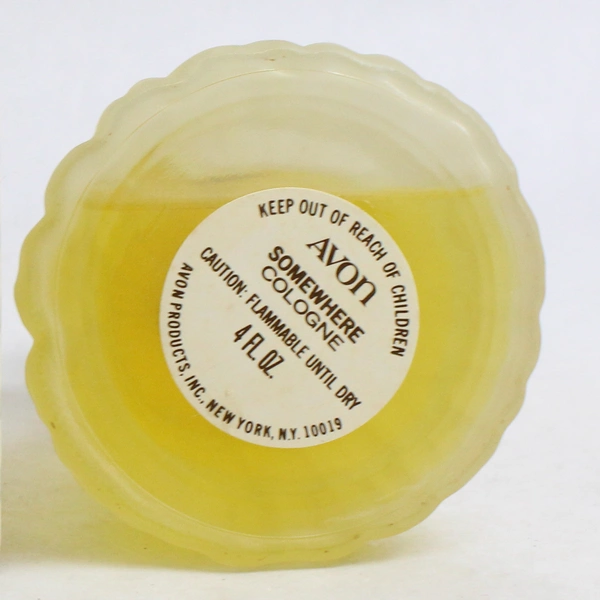 KEEP OUT OF REACH OF CHILDREN
AVON
SOMEWHERE
COLOGNE
CAUTION: FLAMMABLE UNTIL DRY
4 FL. OZ.
AVON PRODUCTS, INC., NEW YORK, N.Y. 10019